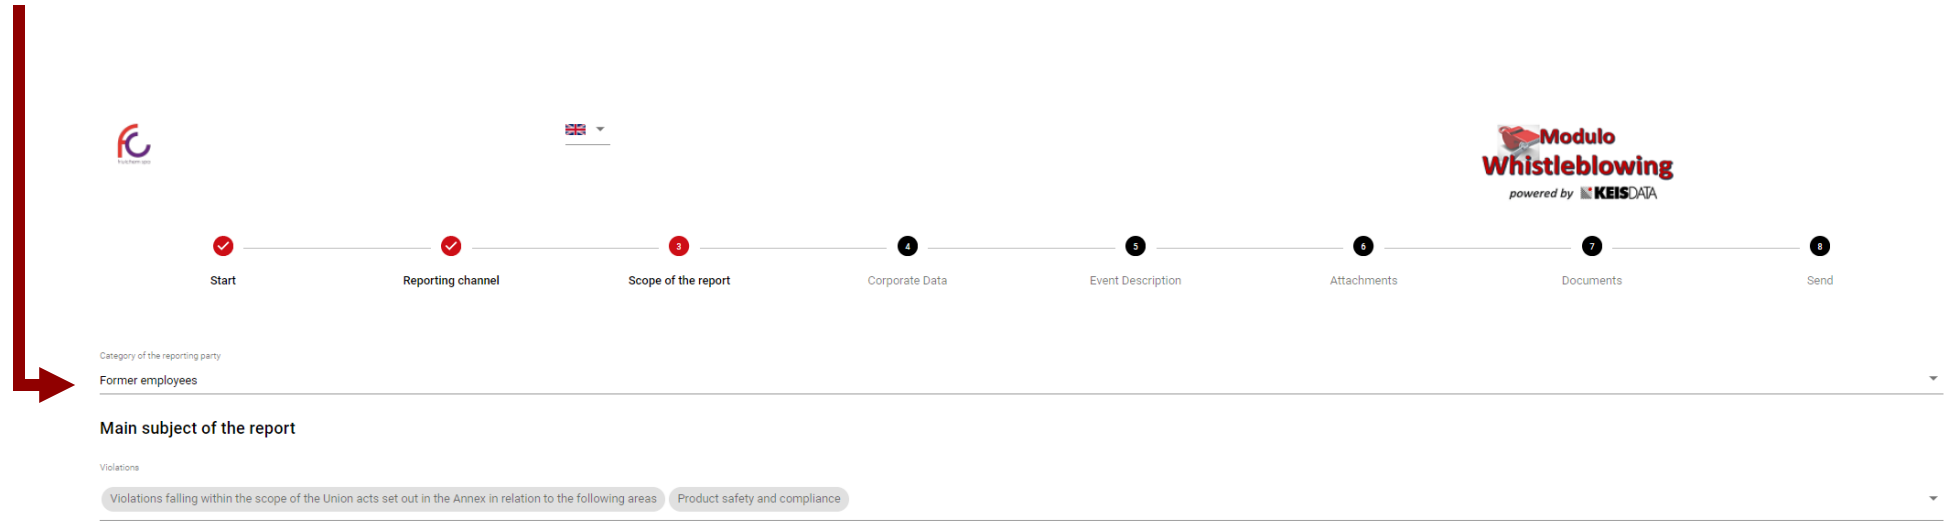 fc
Modulo
Whistleblowing
powered by KEISDATA
3 4 5 6 7 8
Start Reporting channel Scope of the report Corporate Data Event Description Attachments Documents Send
Category of the reporting party
Former employees
Main subject of the report
Violations
Violations falling within the scope of the Union acts set out in the Annex in relation to the following areas Product safety and compliance